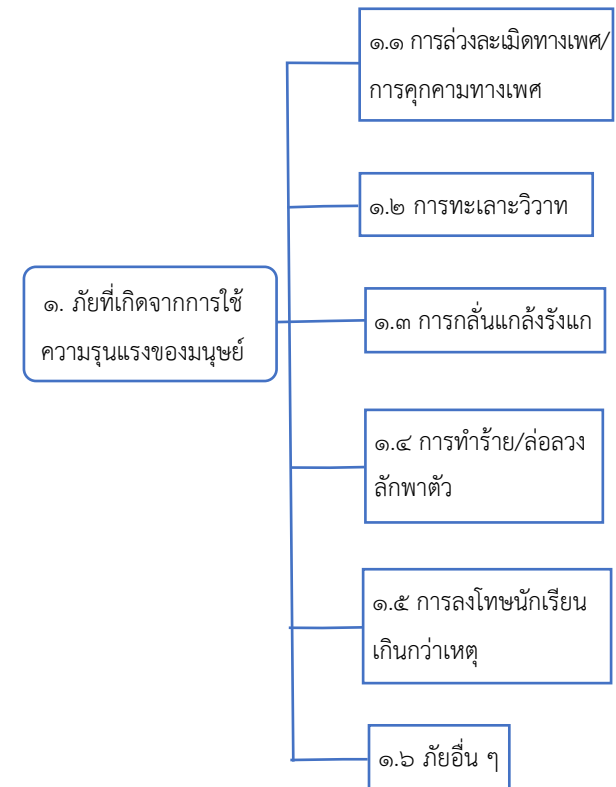 ๑.๑ การล่วงละเมิดทางเพศ/
การคุกคามทางเพศ
๑.๒ การทะเลาะวิวาท
๑. ภัยที่เกิดจากการใช้
ความรุนแรงของมนุษย์
๑.๓ การกลั่นแกล้งรังแก
๑.๔ การทำร้าย/ล่อลวง
ลักพาตัว
๑.๕ การลงโทษนักเรียน
เกินกว่าเหตุ
๑.๖ ภัยอื่น ๆ